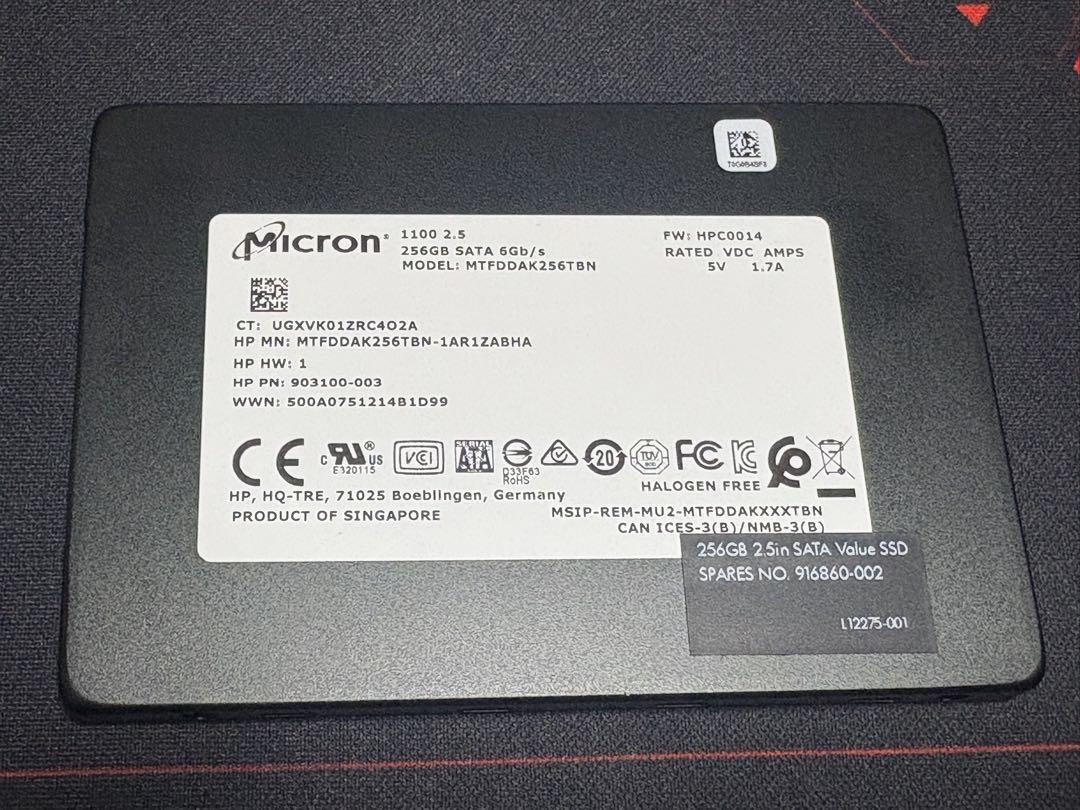 Micron®
1100 2.5
256GB SATA 6Gb/s
MODEL: MTFDDAK256TBN
FW: HPC0014
RATED VDC AMPS
5V 1.7A
CT: UGXVK01ZRC4O2A
HP MN: MTFDDAK256TBN-1AR1ZABHA
HP HW: 1
HP PN: 903100-003
WWN: 500A0751214B1D99
CE
c UL ® US
E320115
VCI
SERIAL
ATA
D33F63
RoHS
20
TÜV
FC
HALOGEN FREE
HP, HQ-TRE, 71025 Boeblingen, Germany
PRODUCT OF SINGAPORE
MSIP-REM-MU2-MTFDDAKXXXTBN
CAN ICES-3(B)/NMB-3(B)
256GB 2.5in SATA Value SSD
SPARES NO. 916860-002
L12275-001